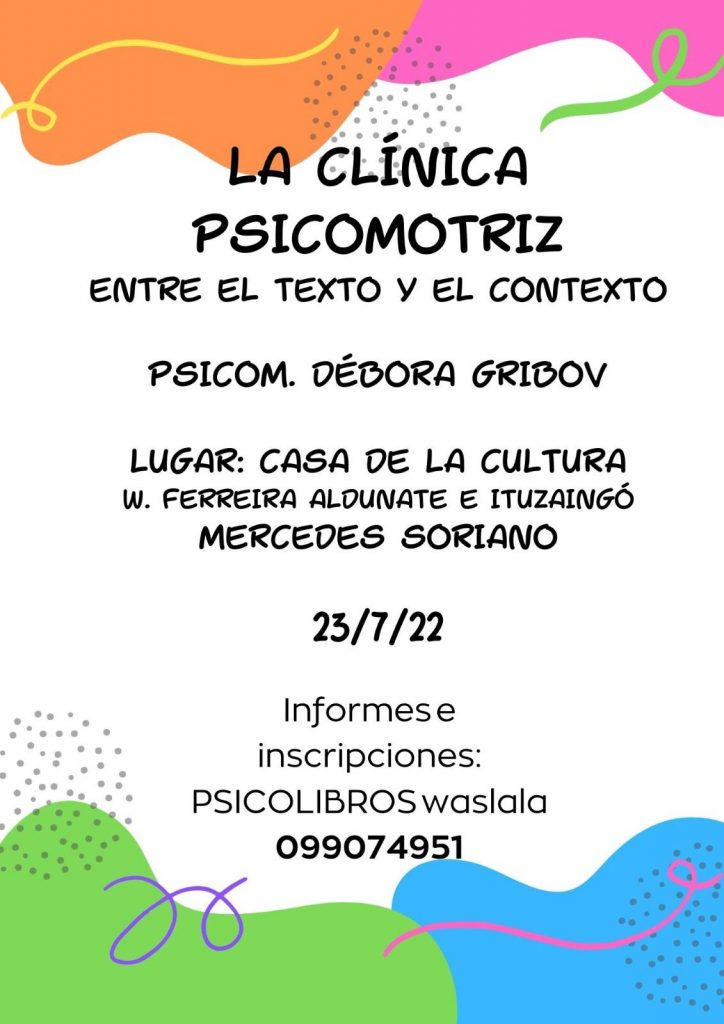 LA CLÍNICA
PSICOMOTRIZ
ENTRE EL TEXTO Y EL CONTEXTO
PSICOM. DÉBORA GRIBOV
LUGAR: CASA DE LA CULTURA
W. FERREIRA ALDUNATE E ITUZAINGÓ
MERCEDES SORIANO
23/7/22
Informes e
inscripciones:
PSICOLIBROS waslala
099074951